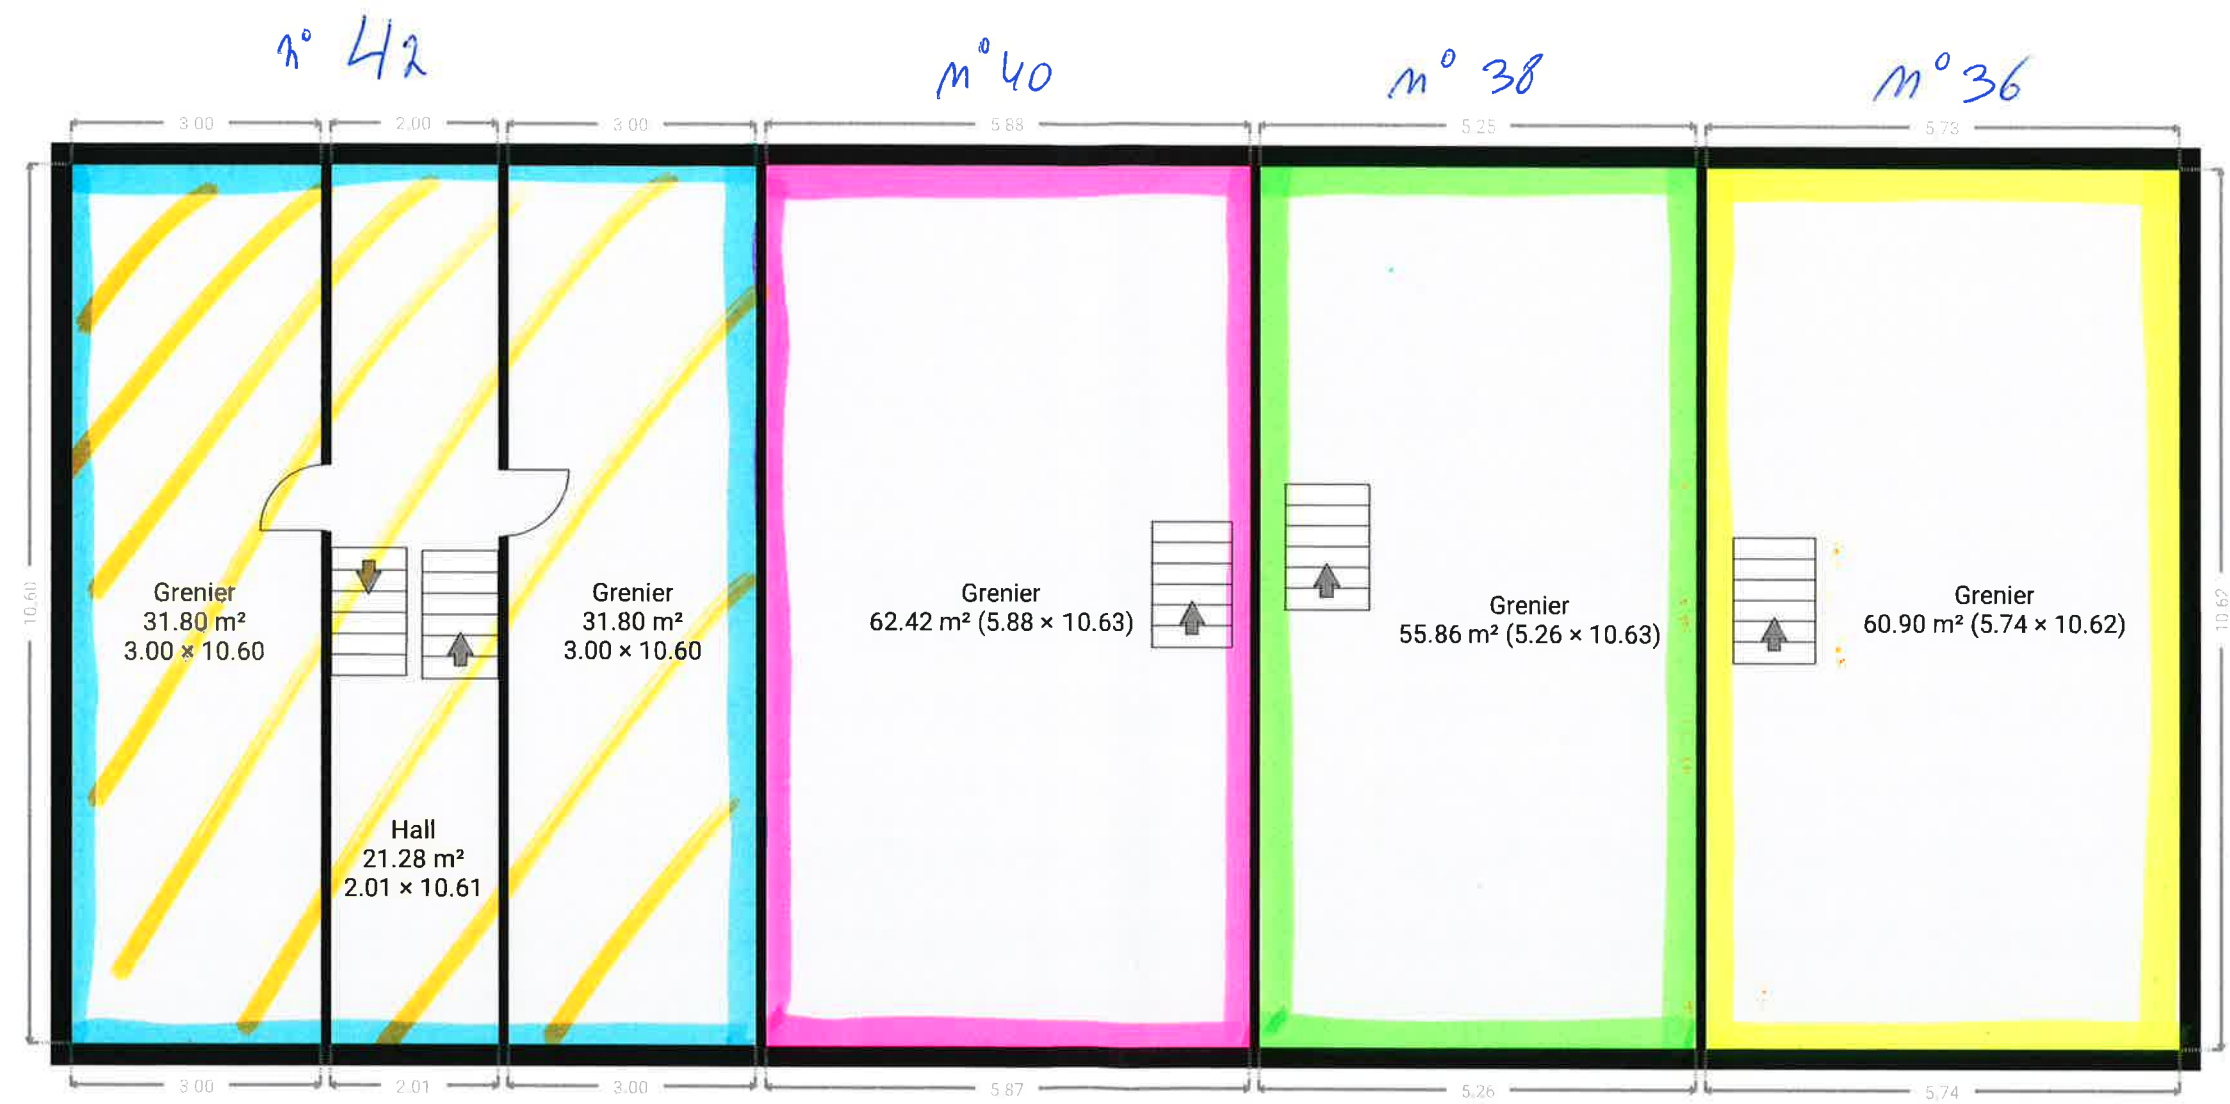 n° 42
n° 40
n° 38
n° 36
3.00
2.00
3.00
5.88
5.25
5.73
10.60
10.62
Grenier
31.80 m²
3.00 × 10.60
Grenier
31.80 m²
3.00 × 10.60
Hall
21.28 m²
2.01 × 10.61
Grenier
62.42 m² (5.88 × 10.63)
Grenier
55.86 m² (5.26 × 10.63)
Grenier
60.90 m² (5.74 × 10.62)
3.00
2.01
3.00
5.87
5.26
5.74